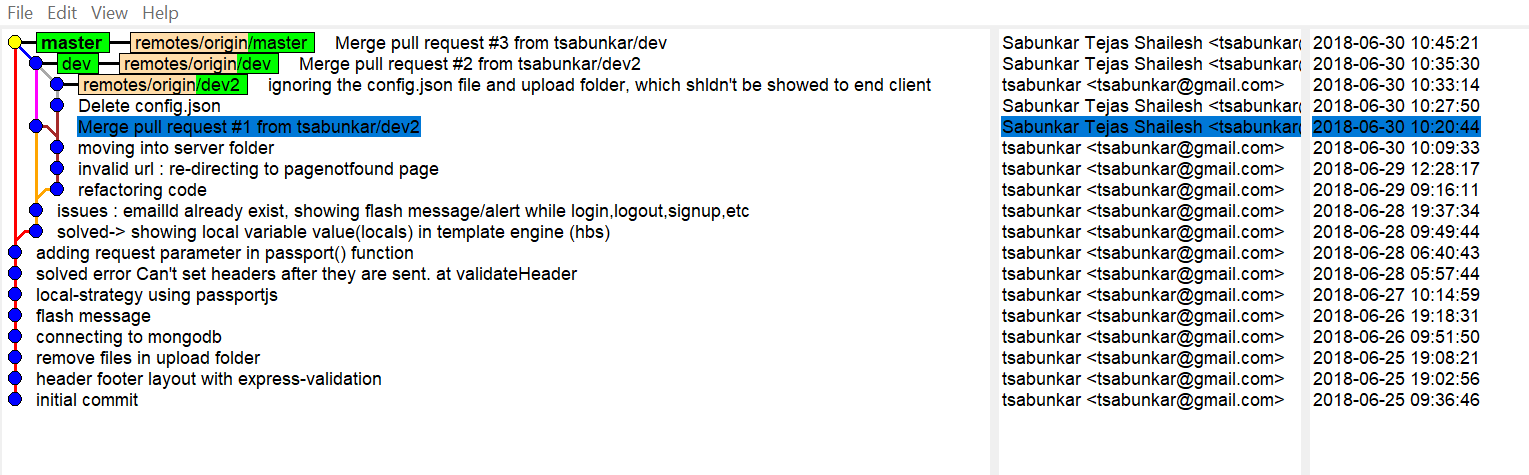 File Edit View Help
master remotes/origin/master Merge pull request #3 from tsabunkar/dev Sabunkar Tejas Shailesh <tsabunkar@ 2018-06-30 10:45:21
dev remotes/origin/dev Merge pull request #2 from tsabunkar/dev2 Sabunkar Tejas Shailesh <tsabunkar@ 2018-06-30 10:35:30
remotes/origin/dev2 ignoring the config.json file and upload folder, which shldn't be showed to end client tsabunkar <tsabunkar@gmail.com> 2018-06-30 10:33:14
Delete config.json Sabunkar Tejas Shailesh <tsabunkar@ 2018-06-30 10:27:50
Merge pull request #1 from tsabunkar/dev2 Sabunkar Tejas Shailesh <tsabunkar@ 2018-06-30 10:20:44
moving into server folder tsabunkar <tsabunkar@gmail.com> 2018-06-30 10:09:33
invalid url : re-directing to pagenotfound page tsabunkar <tsabunkar@gmail.com> 2018-06-29 12:28:17
refactoring code tsabunkar <tsabunkar@gmail.com> 2018-06-29 09:16:11
issues : emailId already exist, showing flash message/alert while login,logout,signup,etc tsabunkar <tsabunkar@gmail.com> 2018-06-28 19:37:34
solved-> showing local variable value(locals) in template engine (hbs) tsabunkar <tsabunkar@gmail.com> 2018-06-28 09:49:44
adding request parameter in passport() function tsabunkar <tsabunkar@gmail.com> 2018-06-28 06:40:43
solved error Can't set headers after they are sent. at validateHeader tsabunkar <tsabunkar@gmail.com> 2018-06-28 05:57:44
local-strategy using passportjs tsabunkar <tsabunkar@gmail.com> 2018-06-27 10:14:59
flash message tsabunkar <tsabunkar@gmail.com> 2018-06-26 19:18:31
connecting to mongodb tsabunkar <tsabunkar@gmail.com> 2018-06-26 09:51:50
remove files in upload folder tsabunkar <tsabunkar@gmail.com> 2018-06-25 19:08:21
header footer layout with express-validation tsabunkar <tsabunkar@gmail.com> 2018-06-25 19:02:56
initial commit tsabunkar <tsabunkar@gmail.com> 2018-06-25 09:36:46